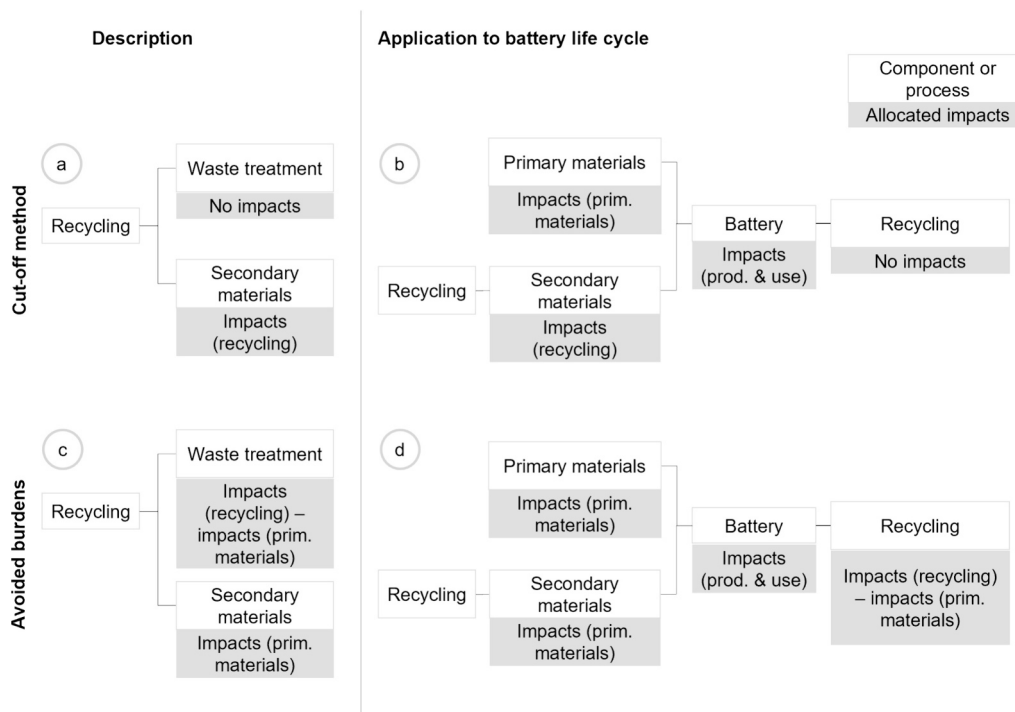 Description
Application to battery life cycle
Component or
process
Allocated impacts
Cut-off method
a
Recycling
Waste treatment
No impacts
Secondary
materials
Impacts
(recycling)
b
Primary materials
Impacts (prim.
materials)
Recycling
Secondary
materials
Impacts
(recycling)
Battery
Impacts
(prod. & use)
Recycling
No impacts
Avoided burdens
c
Recycling
Waste treatment
Impacts
(recycling) –
impacts (prim.
materials)
Secondary
materials
Impacts (prim.
materials)
d
Primary materials
Impacts (prim.
materials)
Recycling
Secondary
materials
Impacts (prim.
materials)
Battery
Impacts
(prod. & use)
Recycling
Impacts (recycling)
– impacts (prim.
materials)